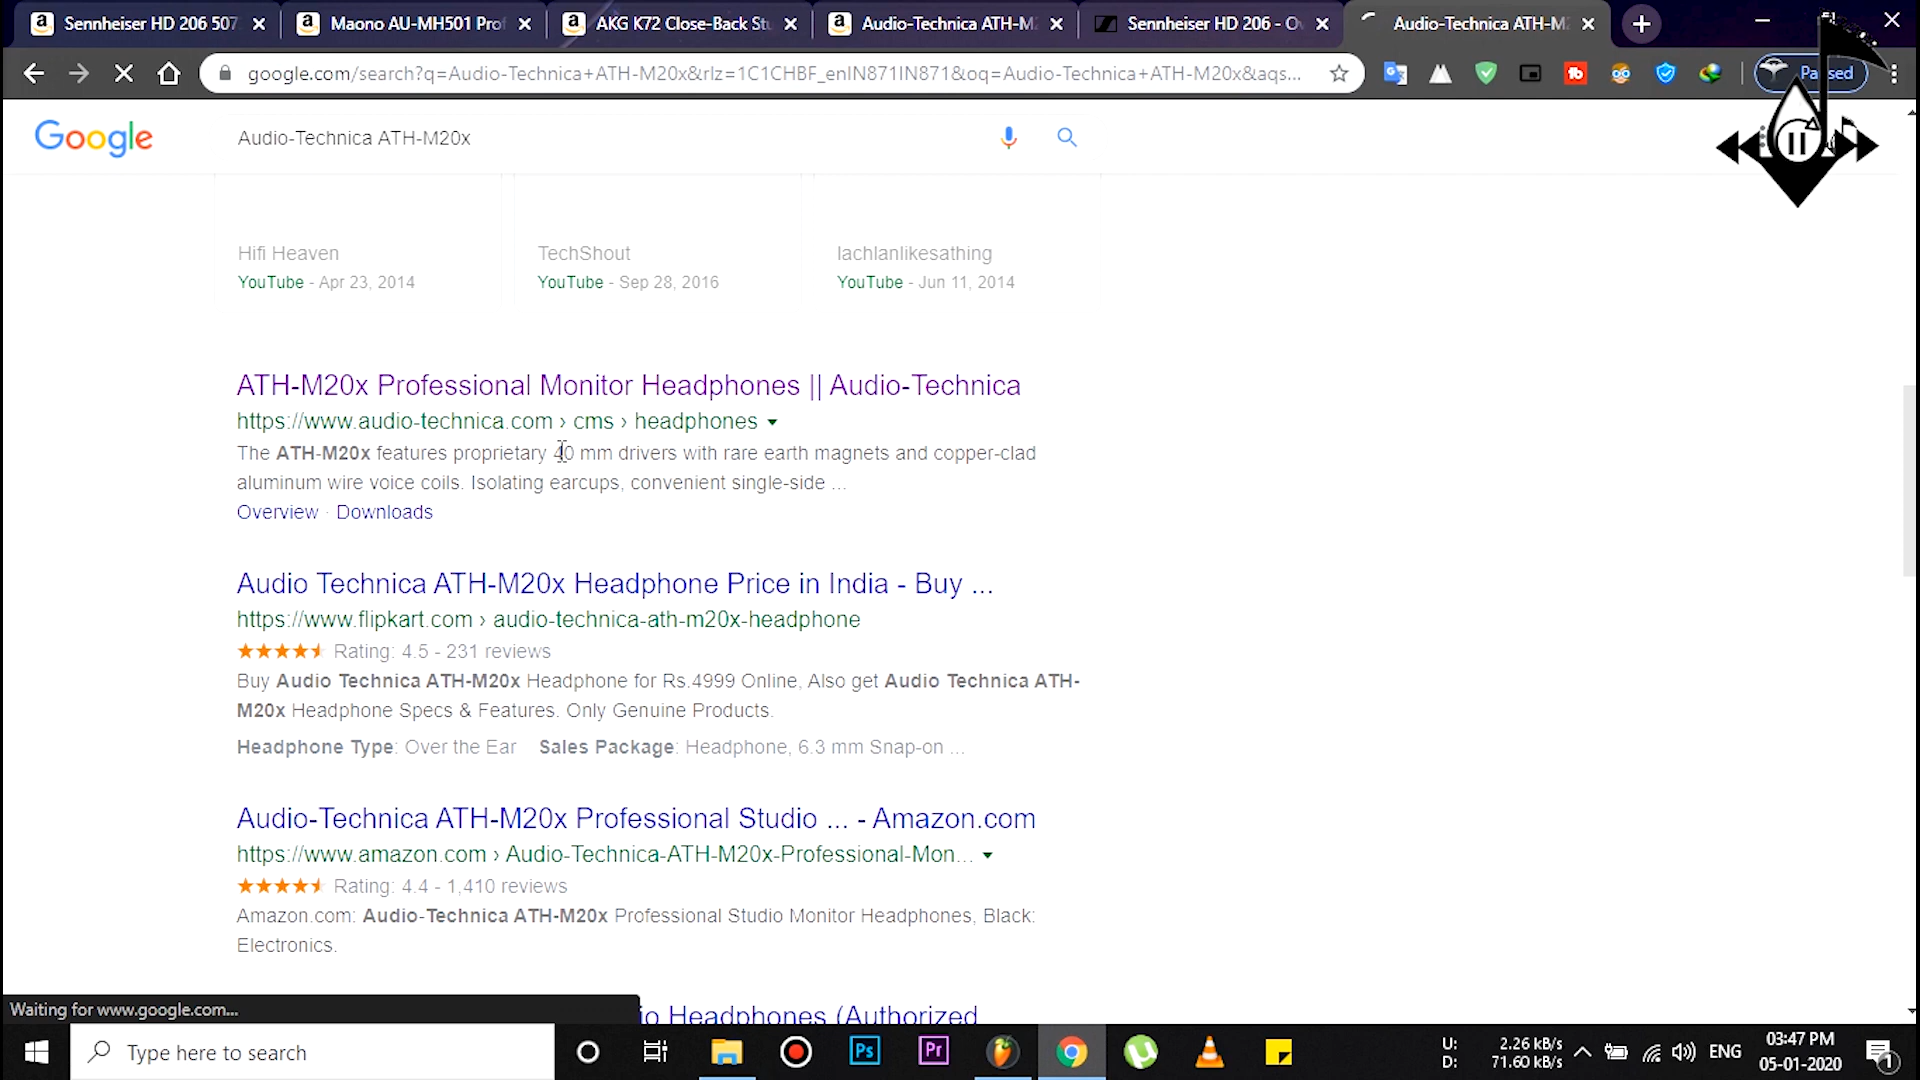 Sennheiser HD 206 507
Maono AU-MH501 Prof
AKG K72 Close-Back Stu
Audio-Technica ATH-M2
Sennheiser HD 206 - Ov
Audio-Technica ATH-M2
google.com/search?q=Audio-Technica+ATH-M20x&rlz=1C1CHBF_enIN871IN871&oq=Audio-Technica+ATH-M20x&aqs...
Paused
Google
Audio-Technica ATH-M20x
Hifi Heaven
YouTube - Apr 23, 2014
TechShout
YouTube - Sep 28, 2016
lachlanlikesathing
YouTube - Jun 11, 2014
ATH-M20x Professional Monitor Headphones || Audio-Technica
https://www.audio-technica.com › cms › headphones
The ATH-M20x features proprietary 40 mm drivers with rare earth magnets and copper-clad
aluminum wire voice coils. Isolating earcups, convenient single-side ...
Overview · Downloads
Audio Technica ATH-M20x Headphone Price in India - Buy ...
https://www.flipkart.com › audio-technica-ath-m20x-headphone
Rating: 4.5 - 231 reviews
Buy Audio Technica ATH-M20x Headphone for Rs.4999 Online, Also get Audio Technica ATH-
M20x Headphone Specs & Features. Only Genuine Products.
Headphone Type: Over the Ear Sales Package: Headphone, 6.3 mm Snap-on ...
Audio-Technica ATH-M20x Professional Studio ... - Amazon.com
https://www.amazon.com › Audio-Technica-ATH-M20x-Professional-Mon...
Rating: 4.4 - 1,410 reviews
Amazon.com: Audio-Technica ATH-M20x Professional Studio Monitor Headphones, Black:
Electronics.
io Headphones (Authorized
Waiting for www.google.com...
Type here to search
Ps
Pr
U: 2.26 kB/s
D: 71.60 kB/s
ENG
03:47 PM
05-01-2020
1